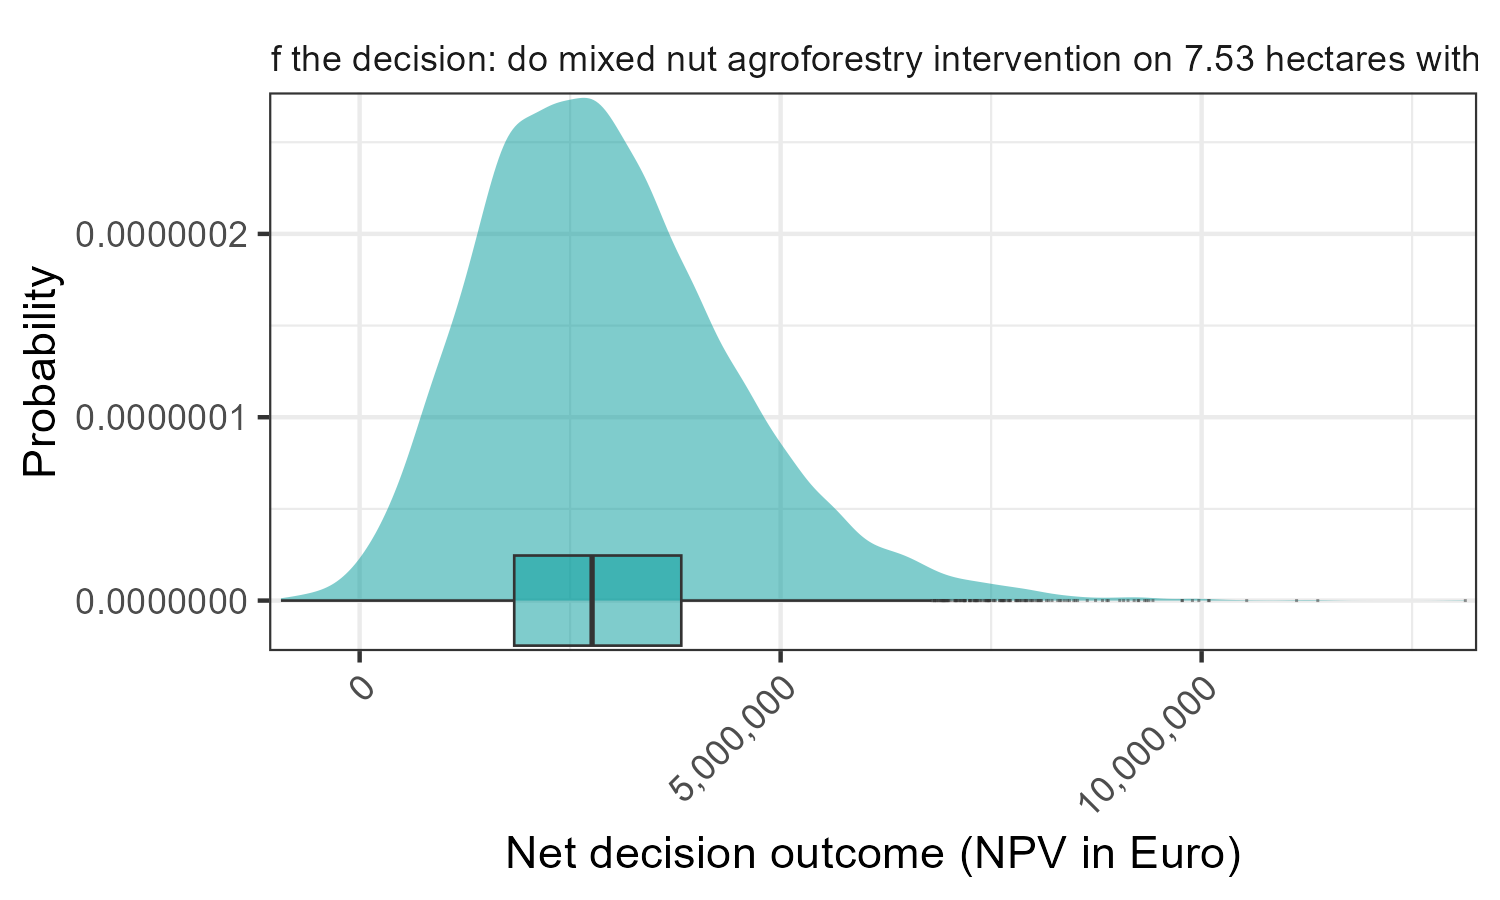 f the decision: do mixed nut agroforestry intervention on 7.53 hectares with
Probability
0.0000002
0.0000001
0.0000000
0
5,000,000
10,000,000
Net decision outcome (NPV in Euro)